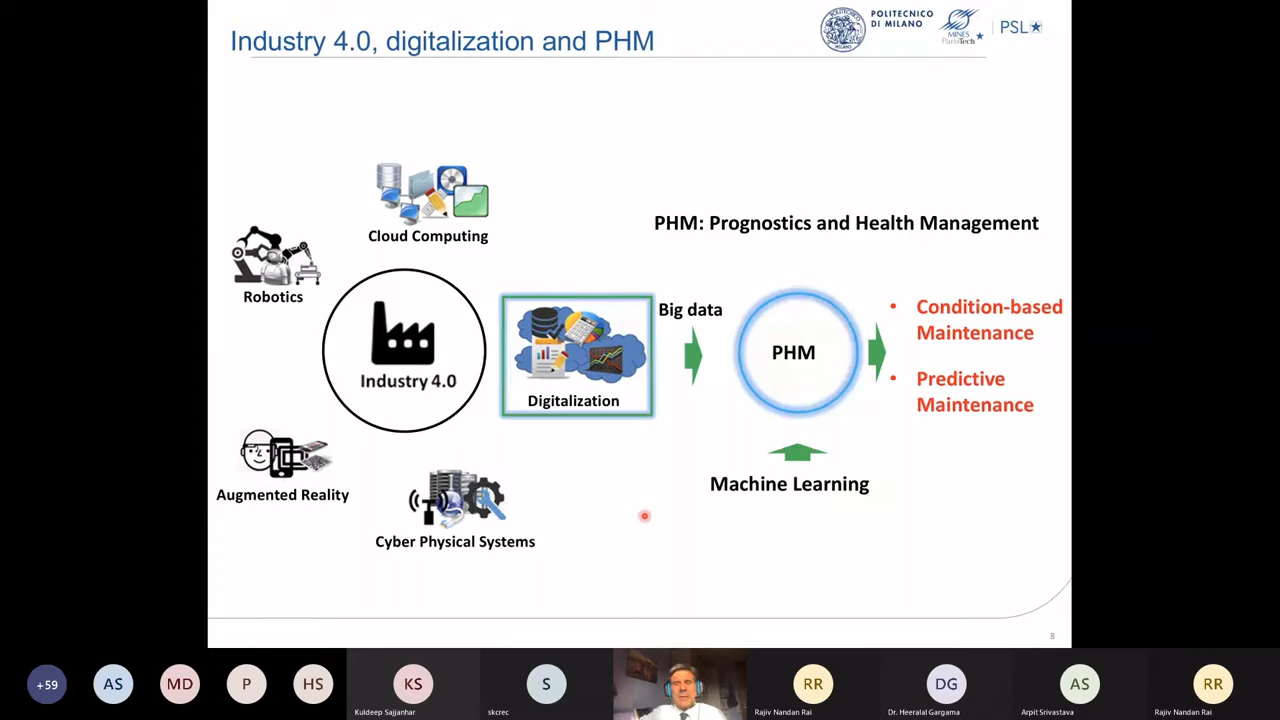 Industry 4.0, digitalization and PHM
POLITECNICO
DI MILANO
MINES
ParisTech
PSL
Cloud Computing
PHM: Prognostics and Health Management
Robotics
Industry 4.0
Digitalization
Big data
PHM
• Condition-based
Maintenance
• Predictive
Maintenance
Machine Learning
Augmented Reality
Cyber Physical Systems
8
+59
AS
MD
P
HS
KS
Kuldeep Sajjanhar
S
skcrec
RR
Rajiv Nandan Rai
DG
Dr. Heeralal Gargama
AS
Arpit Srivastava
RR
Rajiv Nandan Rai